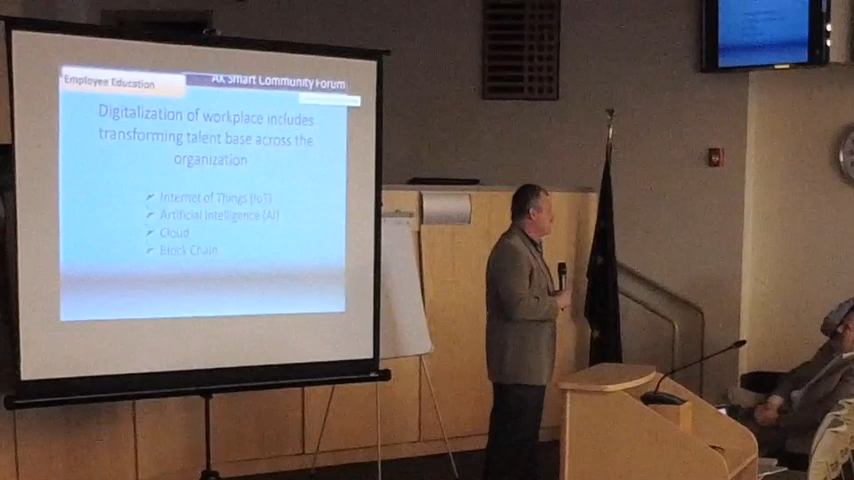 Employee Education
AK Smart Community Forum
Digitalization of workplace includes
transforming talent base across the
organization
➢ Internet of Things (IoT)
➢ Artificial Intelligence (AI)
➢ Cloud
➢ Block Chain